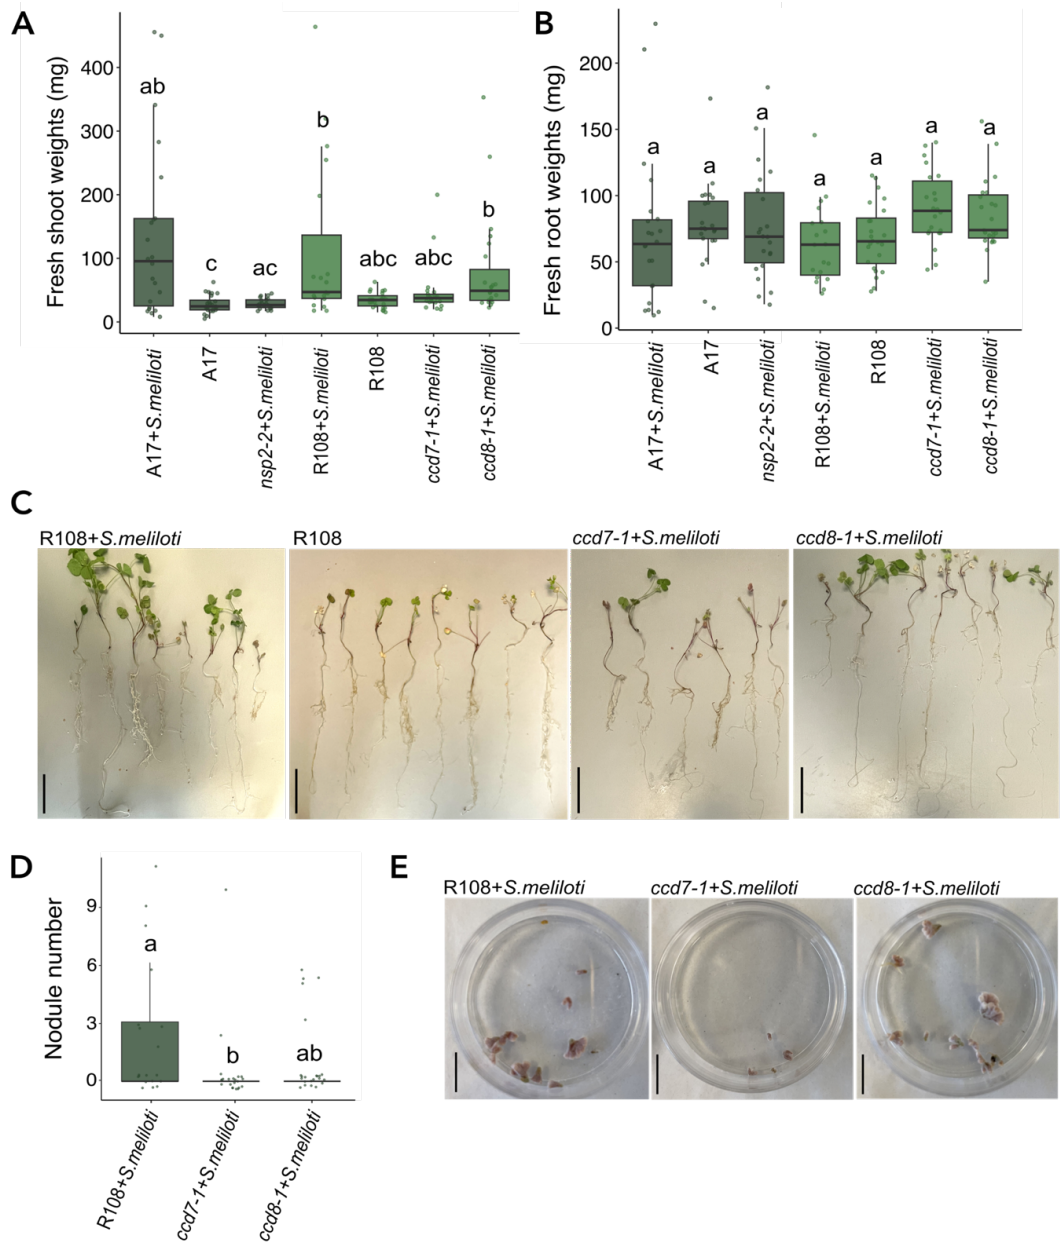 A
Fresh shoot weights (mg)
400
300
200
100
0
ab
c
ac
b
abc
abc
b
A17+S.meliloti
A17
nsp2-2+S.meliloti
R108+S.meliloti
R108
ccd7-1+S.meliloti
ccd8-1+S.meliloti
B
Fresh root weights (mg)
200
150
100
50
0
a
a
a
a
a
a
a
A17+S.meliloti
A17
nsp2-2+S.meliloti
R108+S.meliloti
R108
ccd7-1+S.meliloti
ccd8-1+S.meliloti
C
R108+S.meliloti
R108
ccd7-1+S.meliloti
ccd8-1+S.meliloti
D
Nodule number
9
6
3
0
a
b
ab
R108+S.meliloti
ccd7-1+S.meliloti
ccd8-1+S.meliloti
E
R108+S.meliloti
ccd7-1+S.meliloti
ccd8-1+S.meliloti